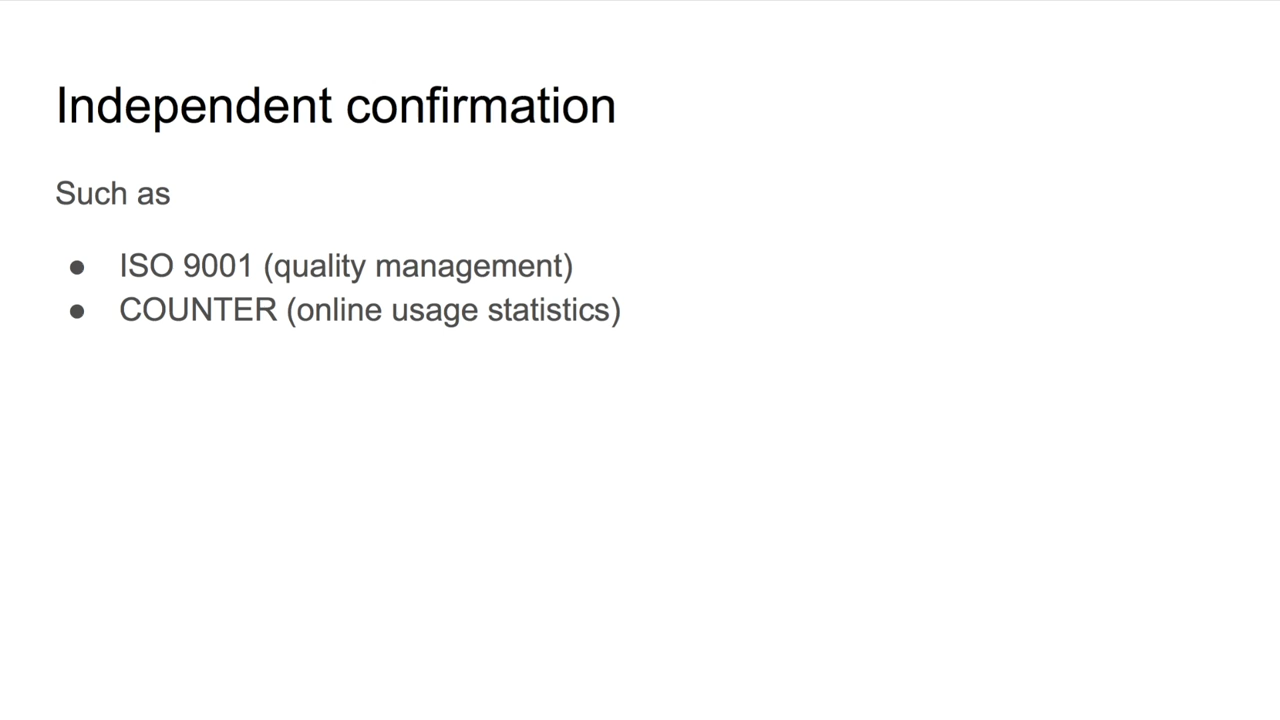 Independent confirmation
Such as
● ISO 9001 (quality management)
● COUNTER (online usage statistics)